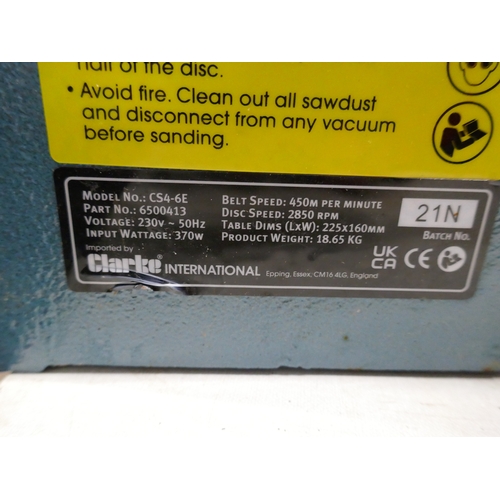 half of the disc.
• Avoid fire. Clean out all sawdust
and disconnect from any vacuum
before sanding.
Model No.: CS4-6E
Part No.: 6500413
Voltage: 230v ~ 50Hz
Input Wattage: 370w
Belt Speed: 450m per minute
Disc Speed: 2850 rpm
Table Dims (LxW): 225x160mm
Product Weight: 18.65 KG
21N
Batch No.
Imported by
Clarke INTERNATIONAL Epping, Essex, CM16 4LG, England
UK
CA
CE